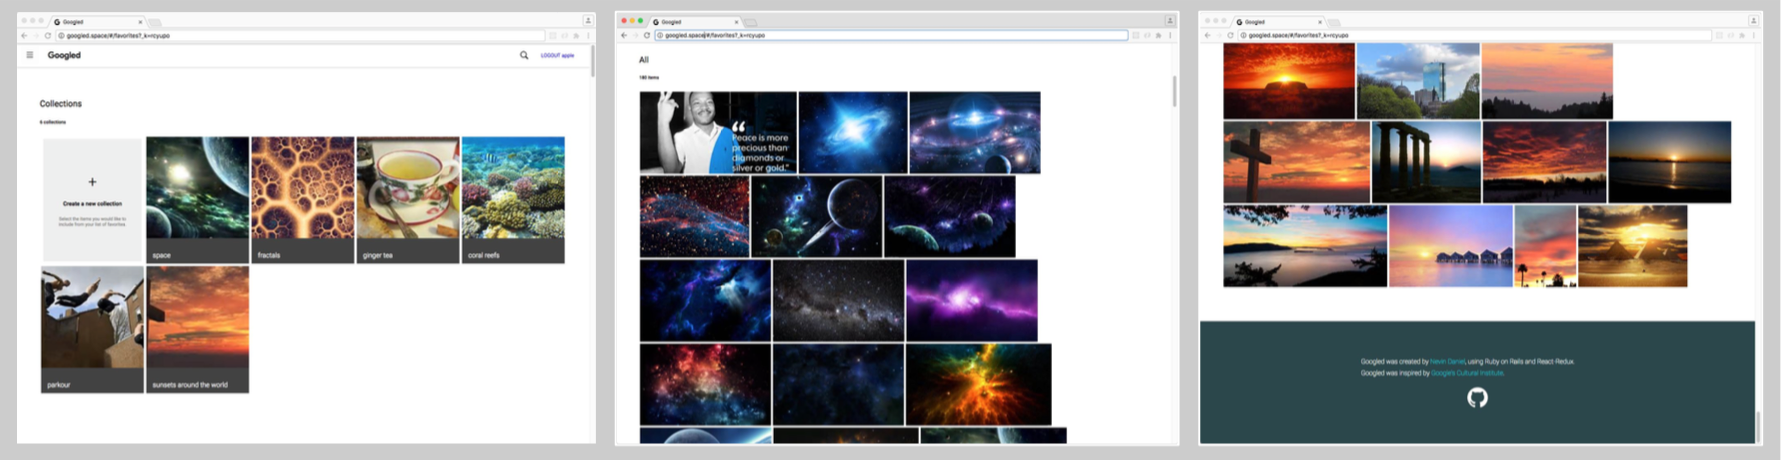 Googled
googled.space/#/favorites?_k=rcyupo
Googled
LOGOUT apple
Collections
6 collections
Create a new collection
Select the items you would like to
include from your list of favorites.
space
fractals
ginger tea
coral reefs
parkour
sunsets around the world
Googled
googled.space/#/favorites?_k=rcyupo
All
180 items
“
Peace is more
precious than
diamonds or
silver or gold."
Googled
googled.space/#/favorites?_k=rcyupo
Googled was created by Nevin Daniel, using Ruby on Rails and React-Redux.
Googled was inspired by Google's Cultural Institute.